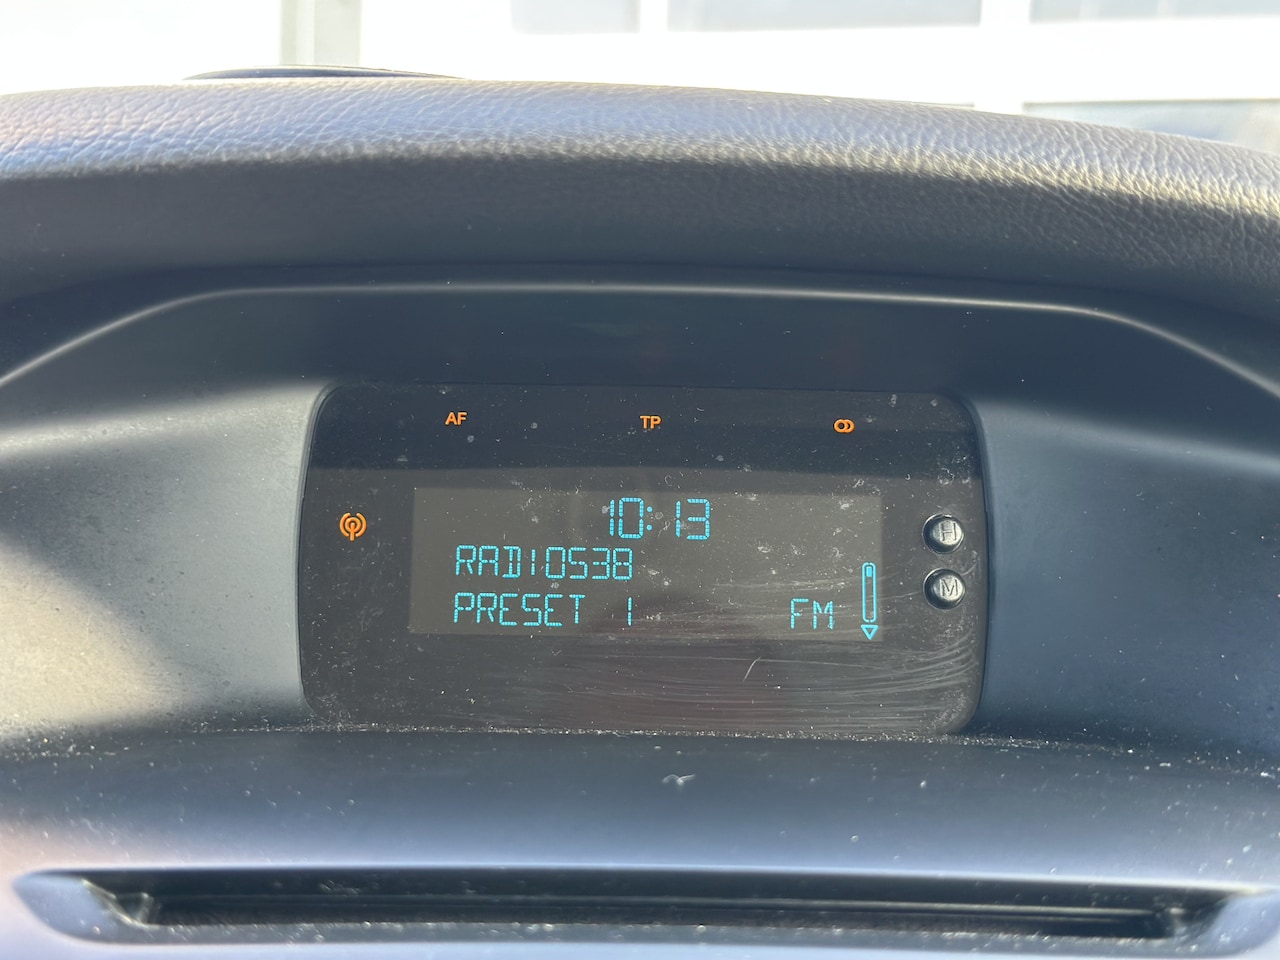 AF TP
10:13
H
RADIO538
M
PRESET 1 FM